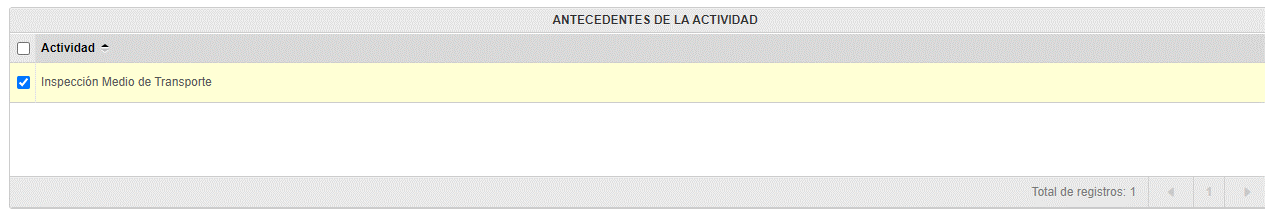 ANTECEDENTES DE LA ACTIVIDAD
Actividad
Inspección Medio de Transporte
Total de registros: 1
1